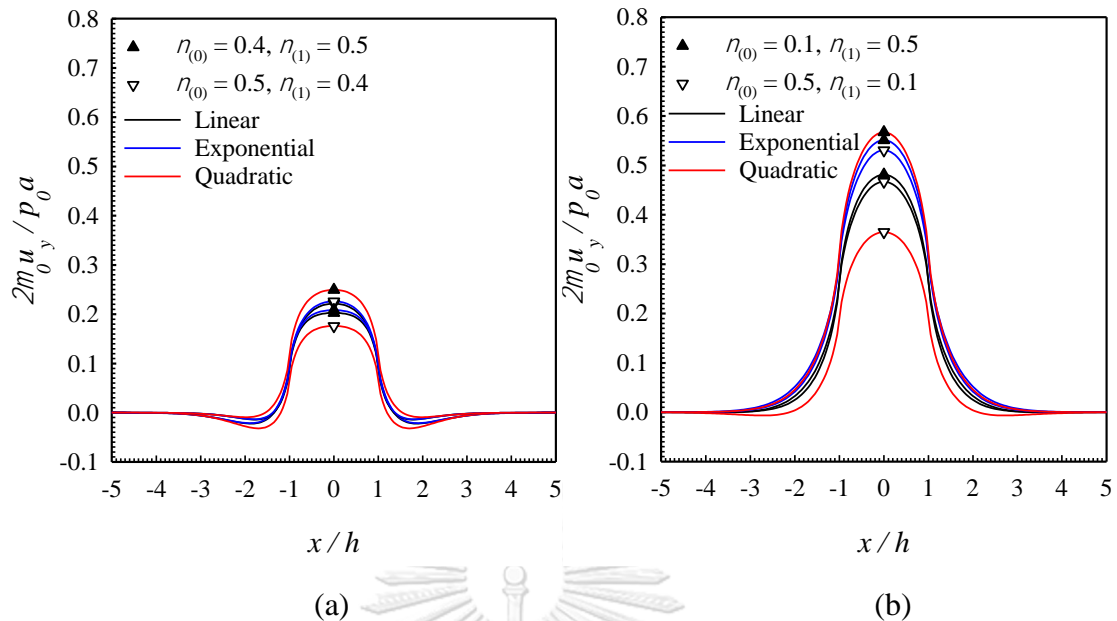 0.8
0.7
0.6
0.5
0.4
0.3
0.2
0.1
0.0
-0.1
2m₀u_y / p₀a
▲ n₍₀₎ = 0.4, n₍₁₎ = 0.5
▽ n₍₀₎ = 0.5, n₍₁₎ = 0.4
Linear
Exponential
Quadratic
-5 -4 -3 -2 -1 0 1 2 3 4 5
x / h
(a)
0.8
0.7
0.6
0.5
0.4
0.3
0.2
0.1
0.0
-0.1
2m₀u_y / p₀a
▲ n₍₀₎ = 0.1, n₍₁₎ = 0.5
▽ n₍₀₎ = 0.5, n₍₁₎ = 0.1
Linear
Exponential
Quadratic
-5 -4 -3 -2 -1 0 1 2 3 4 5
x / h
(b)